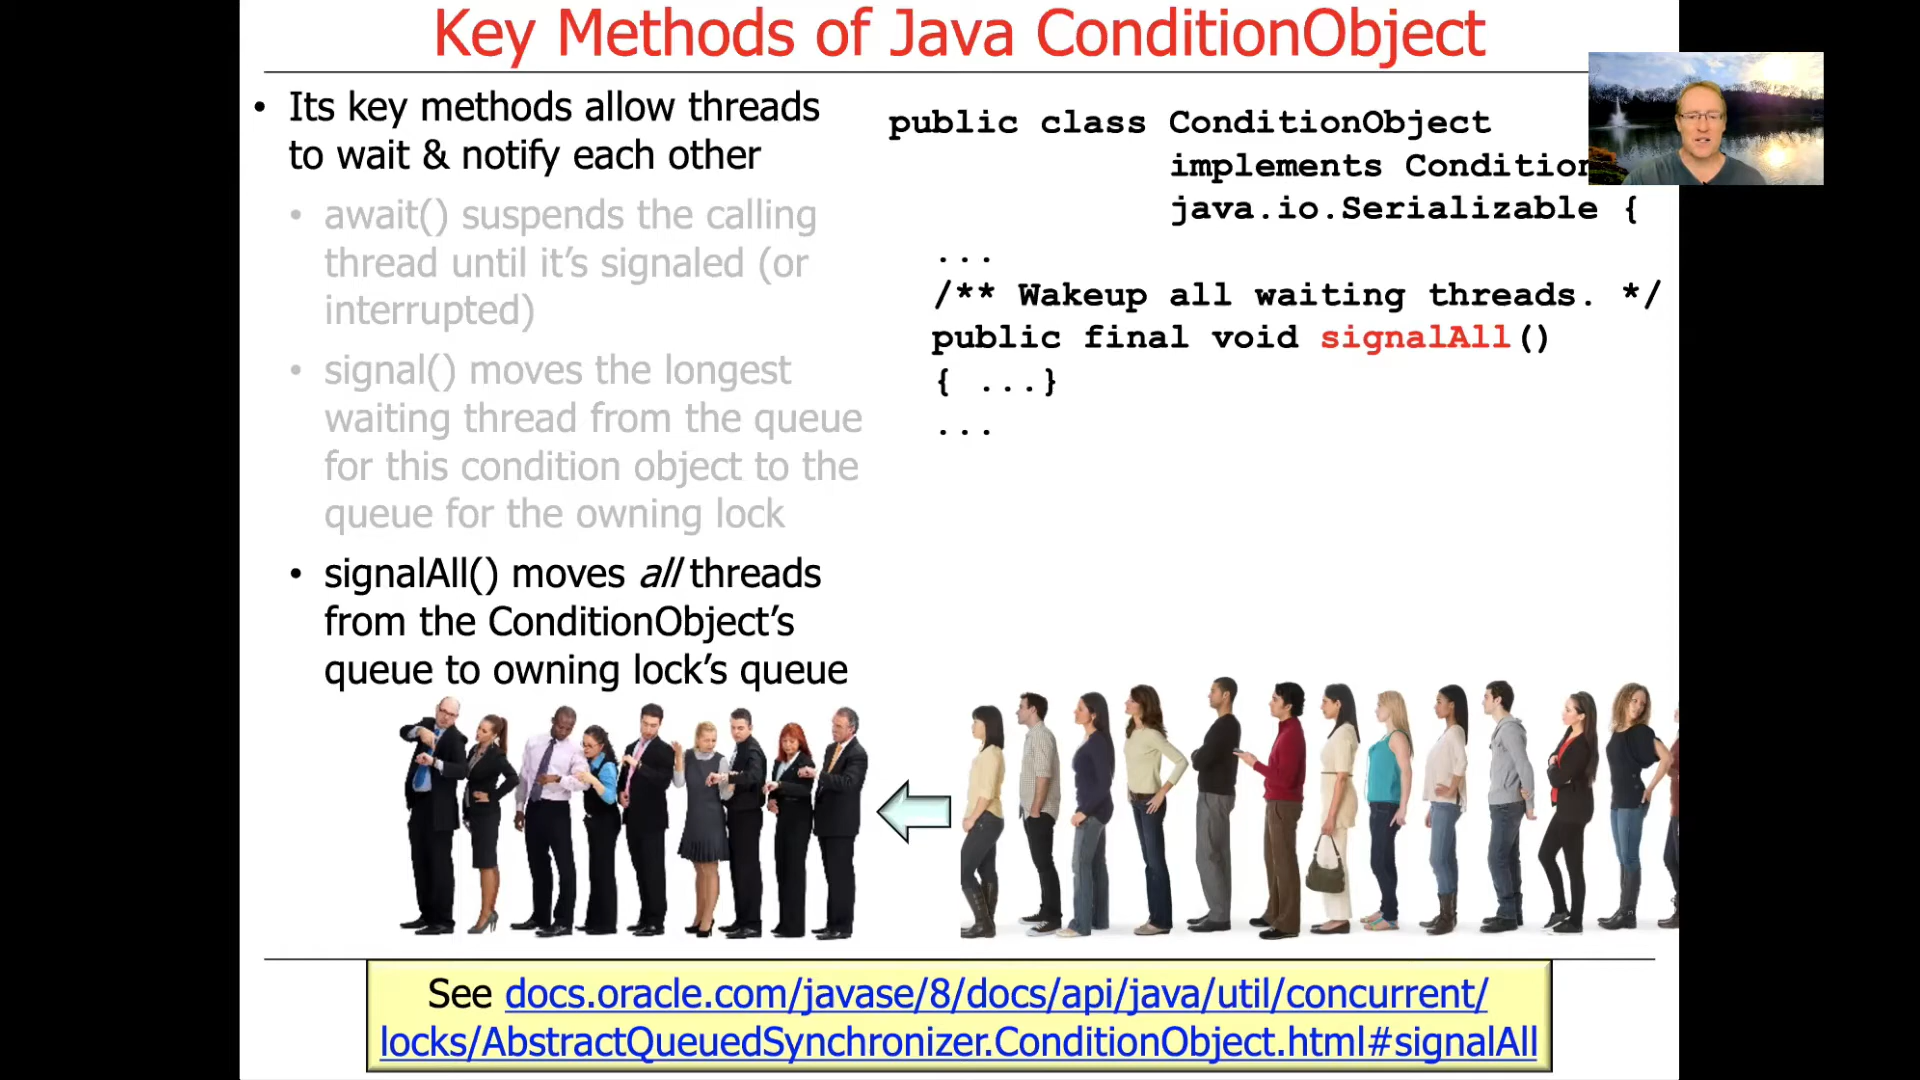 Key Methods of Java ConditionObject
• Its key methods allow threads
to wait & notify each other
• await() suspends the calling
thread until it’s signaled (or
interrupted)
• signal() moves the longest
waiting thread from the queue
for this condition object to the
queue for the owning lock
• signalAll() moves all threads
from the ConditionObject’s
queue to owning lock’s queue
public class ConditionObject
implements Condition
java.io.Serializable {
...
/** Wakeup all waiting threads. */
public final void signalAll()
{ ...}
...
See docs.oracle.com/javase/8/docs/api/java/util/concurrent/
locks/AbstractQueuedSynchronizer.ConditionObject.html#signalAll